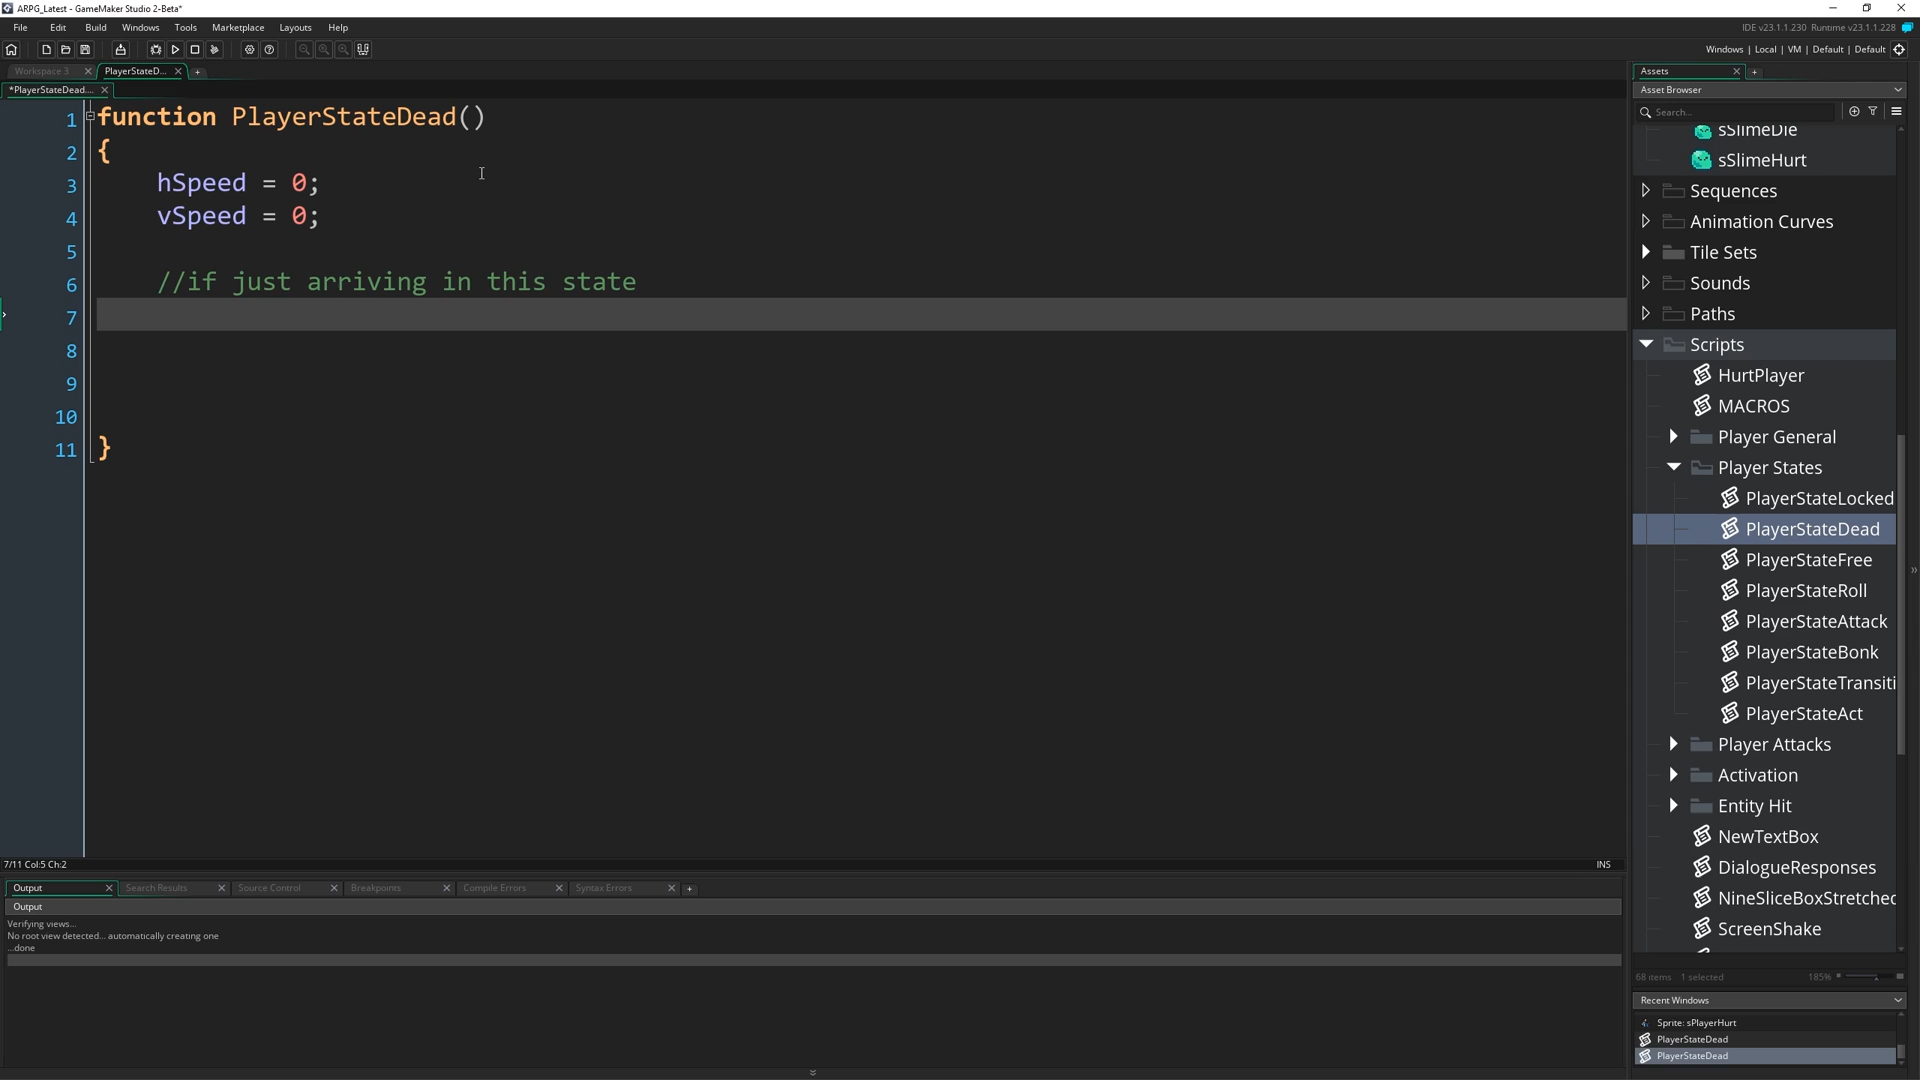 ARPG_Latest - GameMaker Studio 2-Beta*
File Edit Build Windows Tools Marketplace Layouts Help
IDE v23.1.1.230 Runtime v23.1.1.228
Windows | Local | VM | Default | Default
Workspace 3
PlayerStateD...
*PlayerStateDead....
1 function PlayerStateDead()
2 {
3 hSpeed = 0;
4 vSpeed = 0;
5
6 //if just arriving in this state
7
8
9
10
11 }
7/11 Col:5 Ch:2
INS
Output Search Results Source Control Breakpoints Compile Errors Syntax Errors
Output
Verifying views...
No root view detected... automatically creating one
...done
Assets
Asset Browser
Search...
sSlimeDie
sSlimeHurt
Sequences
Animation Curves
Tile Sets
Sounds
Paths
Scripts
HurtPlayer
MACROS
Player General
Player States
PlayerStateLocked
PlayerStateDead
PlayerStateFree
PlayerStateRoll
PlayerStateAttack
PlayerStateBonk
PlayerStateTransiti
PlayerStateAct
Player Attacks
Activation
Entity Hit
NewTextBox
DialogueResponses
NineSliceBoxStretched
ScreenShake
68 items 1 selected 185%
Recent Windows
Sprite: sPlayerHurt
PlayerStateDead
PlayerStateDead